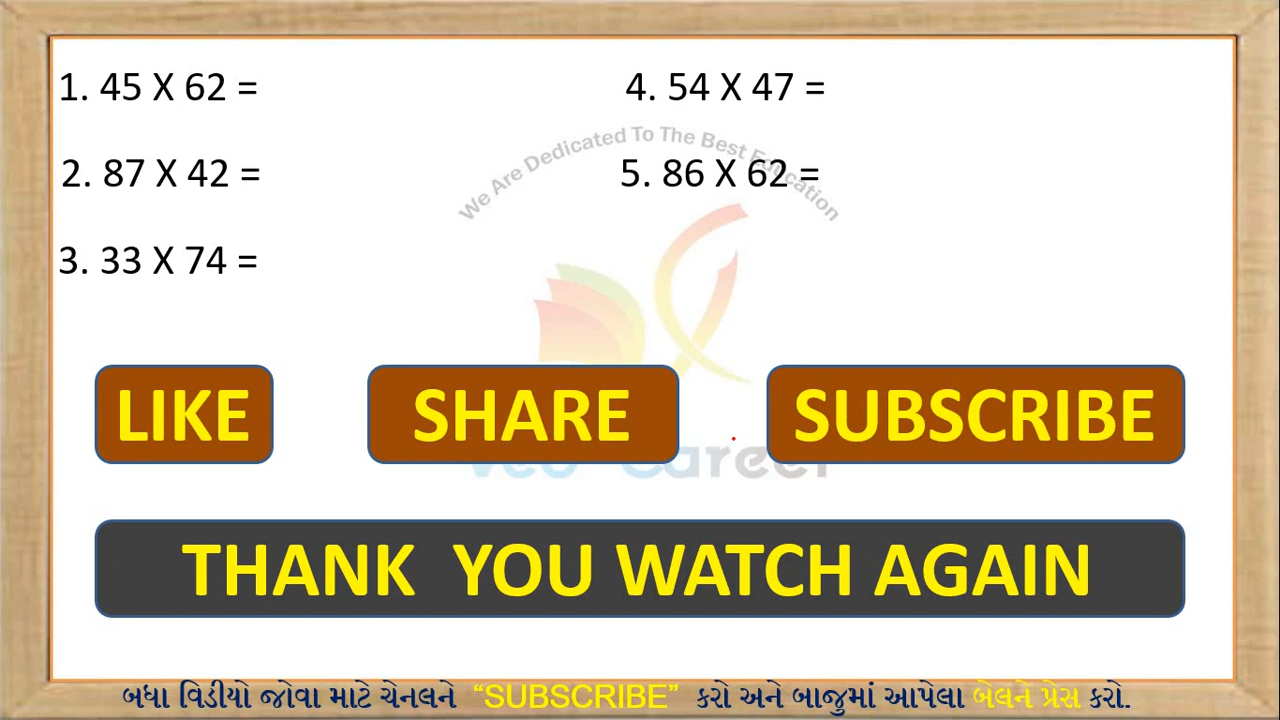 1. 45 X 62 =
2. 87 X 42 =
3. 33 X 74 =
4. 54 X 47 =
5. 86 X 62 =
We Are Dedicated To The Best Education
Career
LIKE
SHARE
SUBSCRIBE
THANK YOU WATCH AGAIN
બધા વિડીયો જોવા માટે ચેનલને “SUBSCRIBE” કરો અને બાજુમાં આપેલા બેલને પ્રેસ કરો.